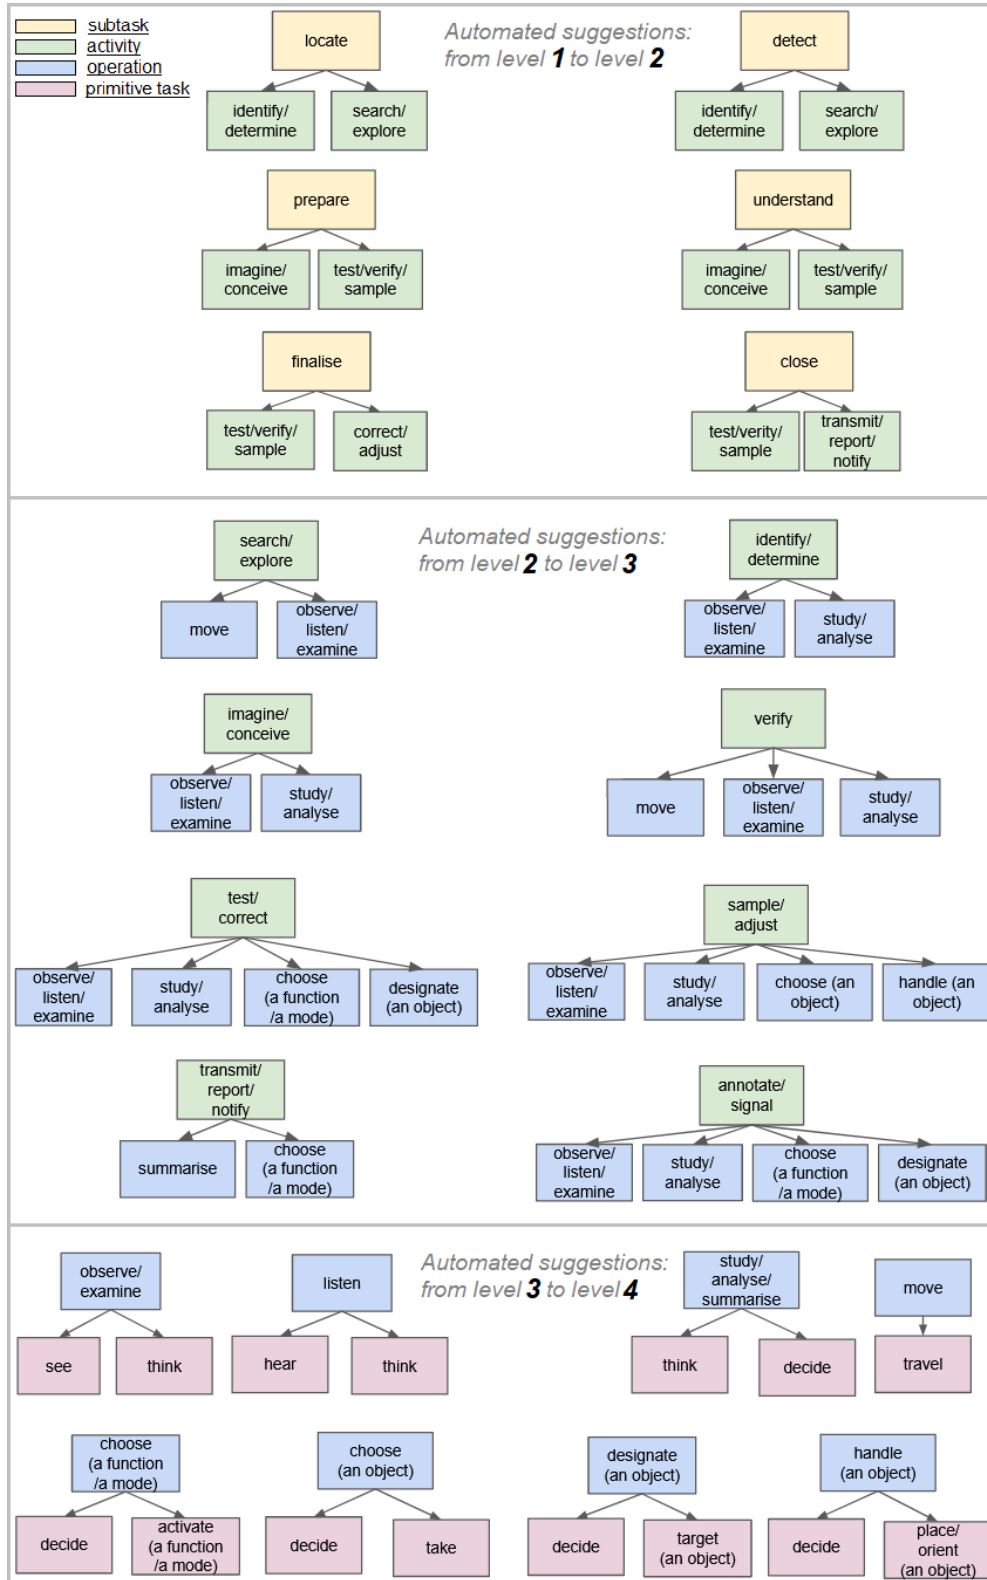 subtask
activity
operation
primitive task
Automated suggestions:
from level 1 to level 2
locate
identify/
determine
search/
explore
detect
identify/
determine
search/
explore
prepare
imagine/
conceive
test/verify/
sample
understand
imagine/
conceive
test/verify/
sample
finalise
test/verify/
sample
correct/
adjust
close
test/verity/
sample
transmit/
report/
notify
Automated suggestions:
from level 2 to level 3
search/
explore
move
observe/
listen/
examine
identify/
determine
observe/
listen/
examine
study/
analyse
imagine/
conceive
observe/
listen/
examine
study/
analyse
verify
move
observe/
listen/
examine
study/
analyse
test/
correct
observe/
listen/
examine
study/
analyse
choose
(a function
/a mode)
designate
(an object)
sample/
adjust
observe/
listen/
examine
study/
analyse
choose (an
object)
handle (an
object)
transmit/
report/
notify
summarise
choose
(a function
/a mode)
annotate/
signal
observe/
listen/
examine
study/
analyse
choose
(a function
/a mode)
designate
(an object)
Automated suggestions:
from level 3 to level 4
observe/
examine
see
think
listen
hear
think
study/
analyse/
summarise
think
decide
move
travel
choose
(a function
/a mode)
decide
activate
(a function
/a mode)
choose
(an object)
decide
take
designate
(an object)
decide
target
(an object)
handle
(an object)
decide
place/
orient
(an object)